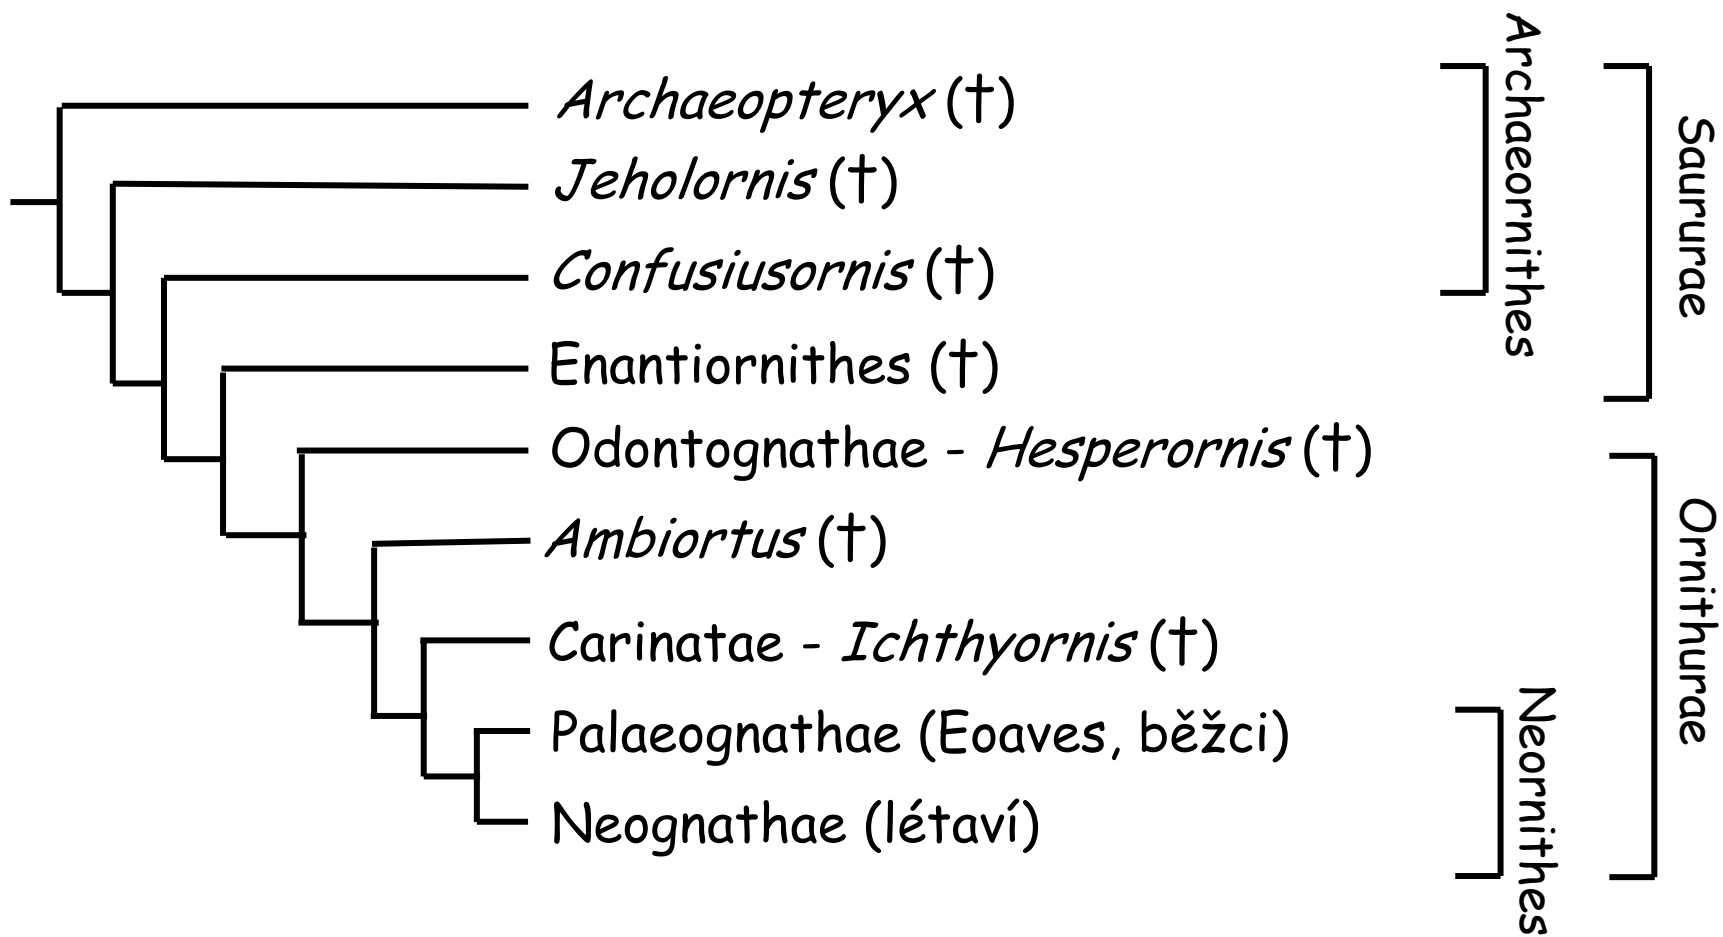 Archaeopteryx (†)
Jeholornis (†)
Confusiusornis (†)
Enantiornithes (†)
Odontognathae - Hesperornis (†)
Ambiortus (†)
Carinatae - Ichthyornis (†)
Palaeognathae (Eoaves, běžci)
Neognathae (létaví)
Archaeornithes
Saururae
Ornithurae
Neornithes